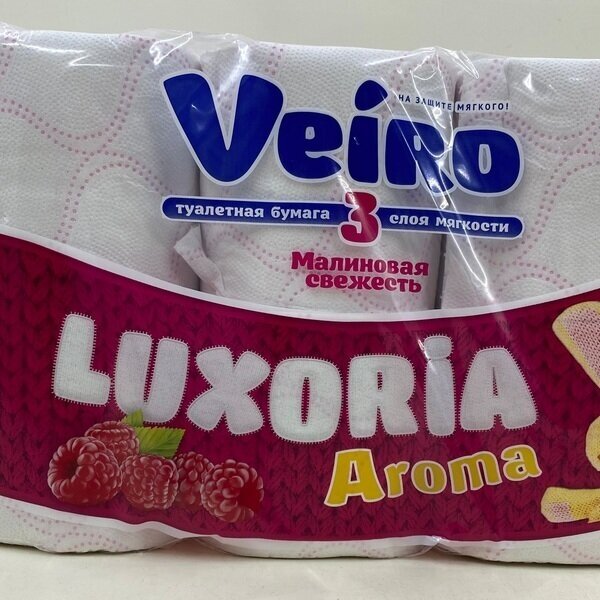 НА ЗАЩИТЕ МЯГКОГО!
Veiro
туалетная бумага 3 слоя мягкости
Малиновая
свежесть
LUXORiA
Aroma